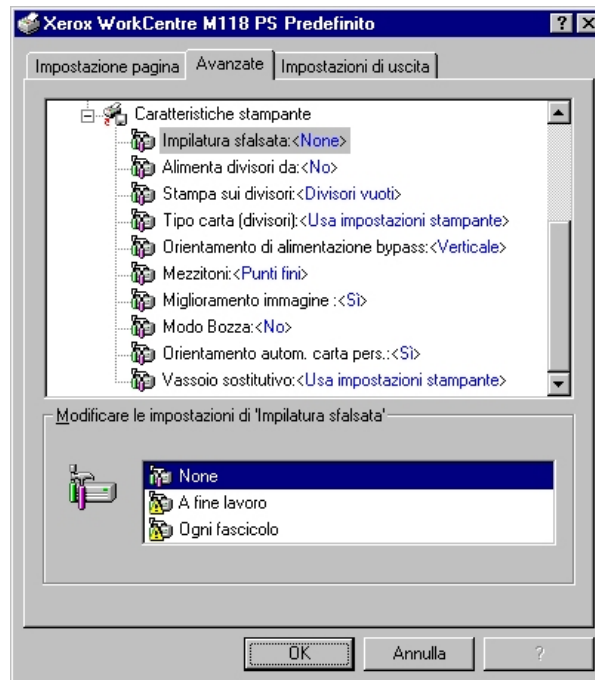 Xerox WorkCentre M118 PS Predefinito
Impostazione pagina Avanzate Impostazioni di uscita
Caratteristiche stampante
Impilatura sfalsata:<None>
Alimenta divisori da:<No>
Stampa sui divisori:<Divisori vuoti>
Tipo carta (divisori):<Usa impostazioni stampante>
Orientamento di alimentazione bypass:<Verticale>
Mezzitoni:<Punti fini>
Miglioramento immagine :<Sì>
Modo Bozza:<No>
Orientamento autom. carta pers.:<Sì>
Vassoio sostitutivo:<Usa impostazioni stampante>
Modificare le impostazioni di 'Impilatura sfalsata'
None
A fine lavoro
Ogni fascicolo
OK Annulla ?